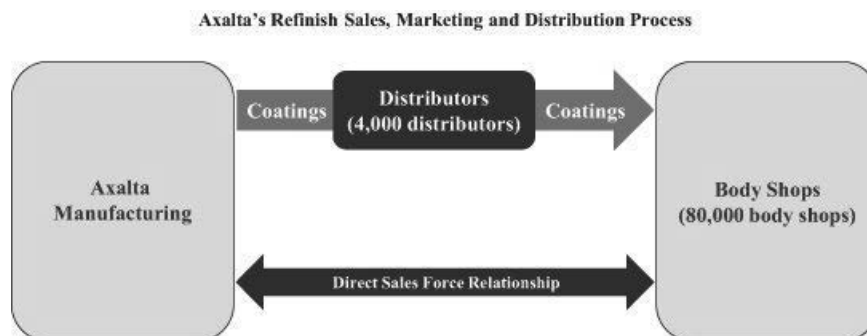 Axalta's Refinish Sales, Marketing and Distribution Process
Coatings
Distributors
(4,000 distributors)
Coatings
Axalta
Manufacturing
Body Shops
(80,000 body shops)
Direct Sales Force Relationship